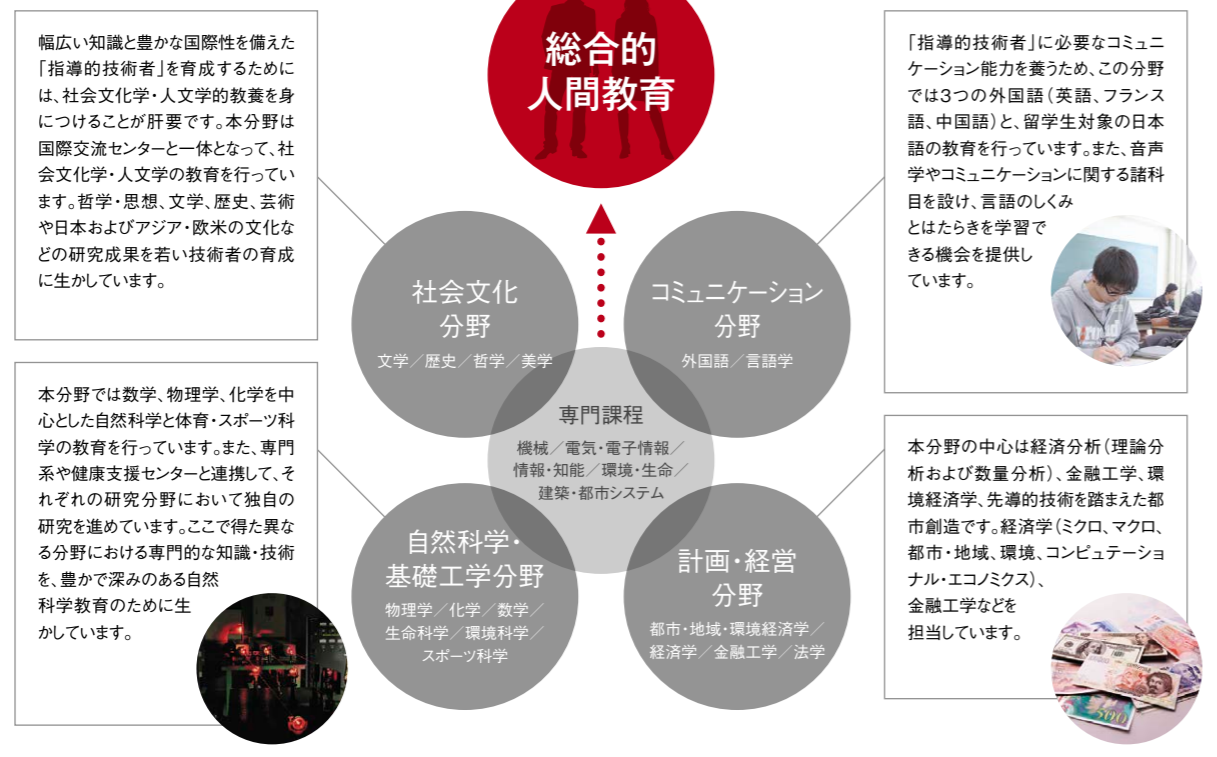 総合的
人間教育
幅広い知識と豊かな国際性を備えた
「指導的技術者」を育成するために
は、社会文化学・人文学的教養を身
につけることが肝要です。本分野は
国際交流センターと一体となって、社
会文化学・人文学の教育を行ってい
ます。哲学・思想、文学、歴史、芸術
や日本およびアジア・欧米の文化な
どの研究成果を若い技術者の育成
に生かしています。
「指導的技術者」に必要なコミュニ
ケーション能力を養うため、この分野
では3つの外国語(英語、フランス
語、中国語)と、留学生対象の日本
語の教育を行っています。また、音声
学やコミュニケーションに関する諸科
目を設け、言語のしくみ
とはたらきを学習で
きる機会を提供し
ています。
社会文化
分野
文学/歴史/哲学/美学
コミュニケーション
分野
外国語/言語学
専門課程
機械/電気・電子情報/
情報・知能/環境・生命/
建築・都市システム
本分野では数学、物理学、化学を中
心とした自然科学と体育・スポーツ科
学の教育を行っています。また、専門
系や健康支援センターと連携して、そ
れぞれの研究分野において独自の
研究を進めています。ここで得た異な
る分野における専門的な知識・技術
を、豊かで深みのある自然
科学教育のために生
かしています。
自然科学・
基礎工学分野
物理学/化学/数学/
生命科学/環境科学/
スポーツ科学
計画・経営
分野
都市・地域・環境経済学/
経済学/金融工学/法学
本分野の中心は経済分析(理論分
析および数量分析)、金融工学、環
境経済学、先導的技術を踏まえた都
市創造です。経済学(ミクロ、マクロ、
都市・地域、環境、コンピュテーショ
ナル・エコノミクス)、
金融工学などを
担当しています。
500